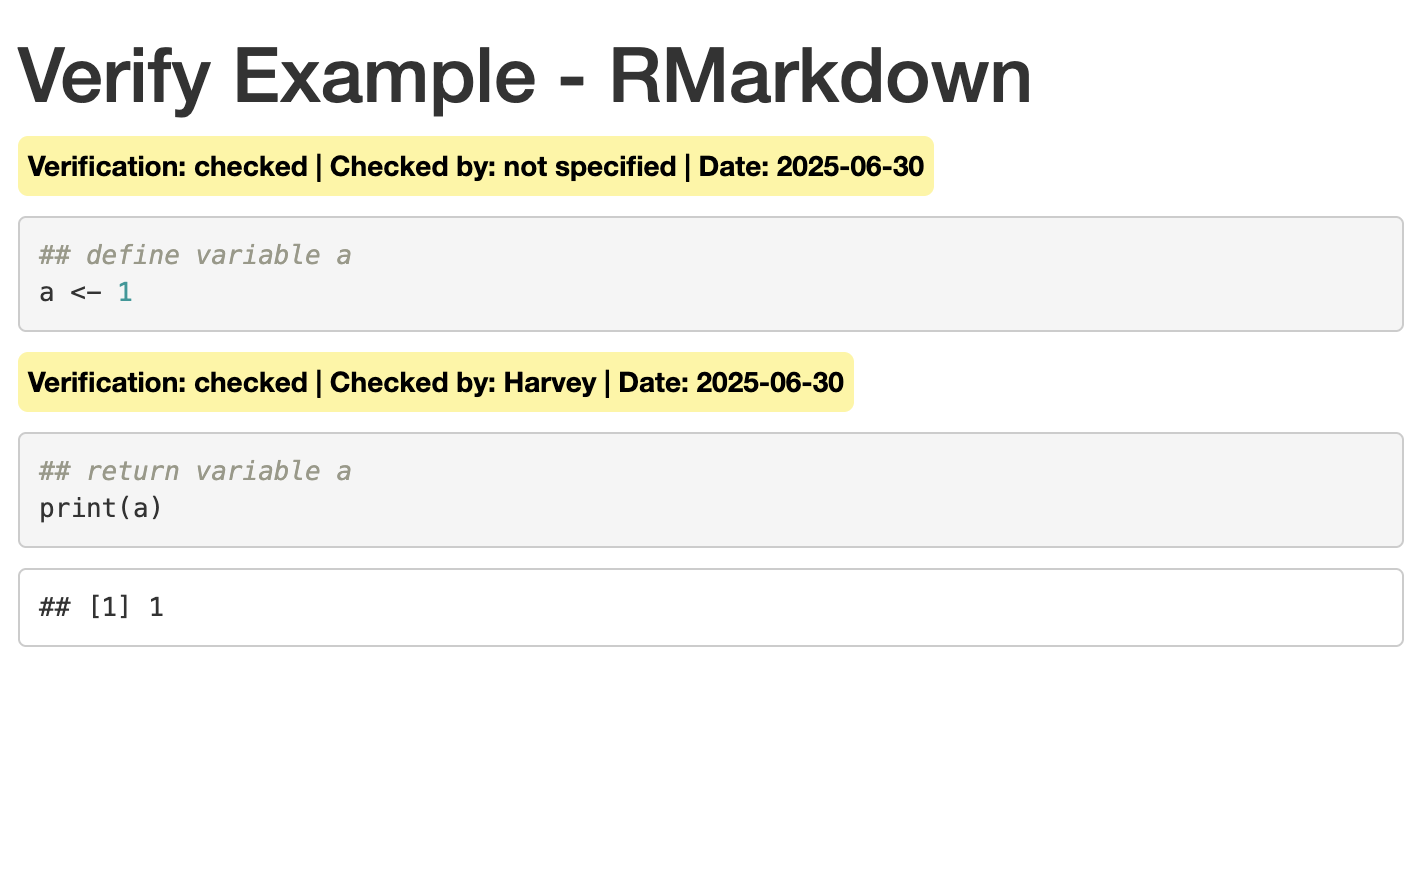 Verify Example - RMarkdown
Verification: checked | Checked by: not specified | Date: 2025-06-30
## define variable a
a <- 1
Verification: checked | Checked by: Harvey | Date: 2025-06-30
## return variable a
print(a)
## [1] 1